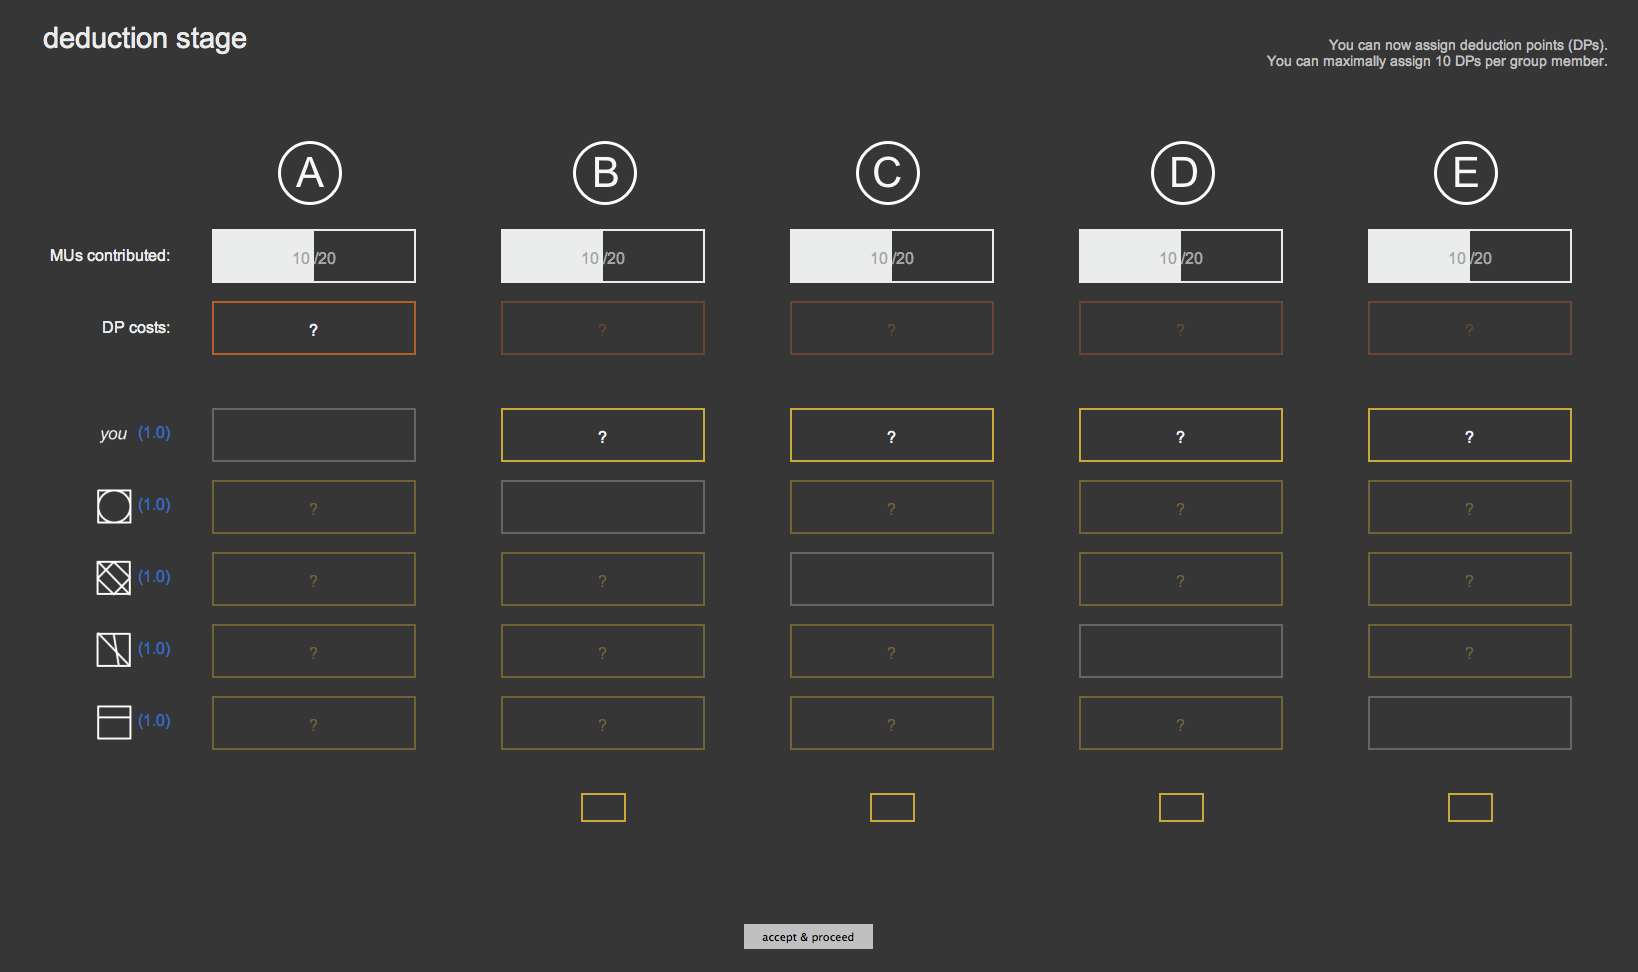 deduction stage
You can now assign deduction points (DPs).
You can maximally assign 10 DPs per group member.
A B C D E
MUs contributed: 10 /20 10 /20 10 /20 10 /20 10 /20
DP costs: ? ? ? ? ?
you (1.0) ? ? ? ?
(1.0) ? ? ? ?
(1.0) ? ? ? ?
(1.0) ? ? ? ?
(1.0) ? ? ? ?
accept & proceed